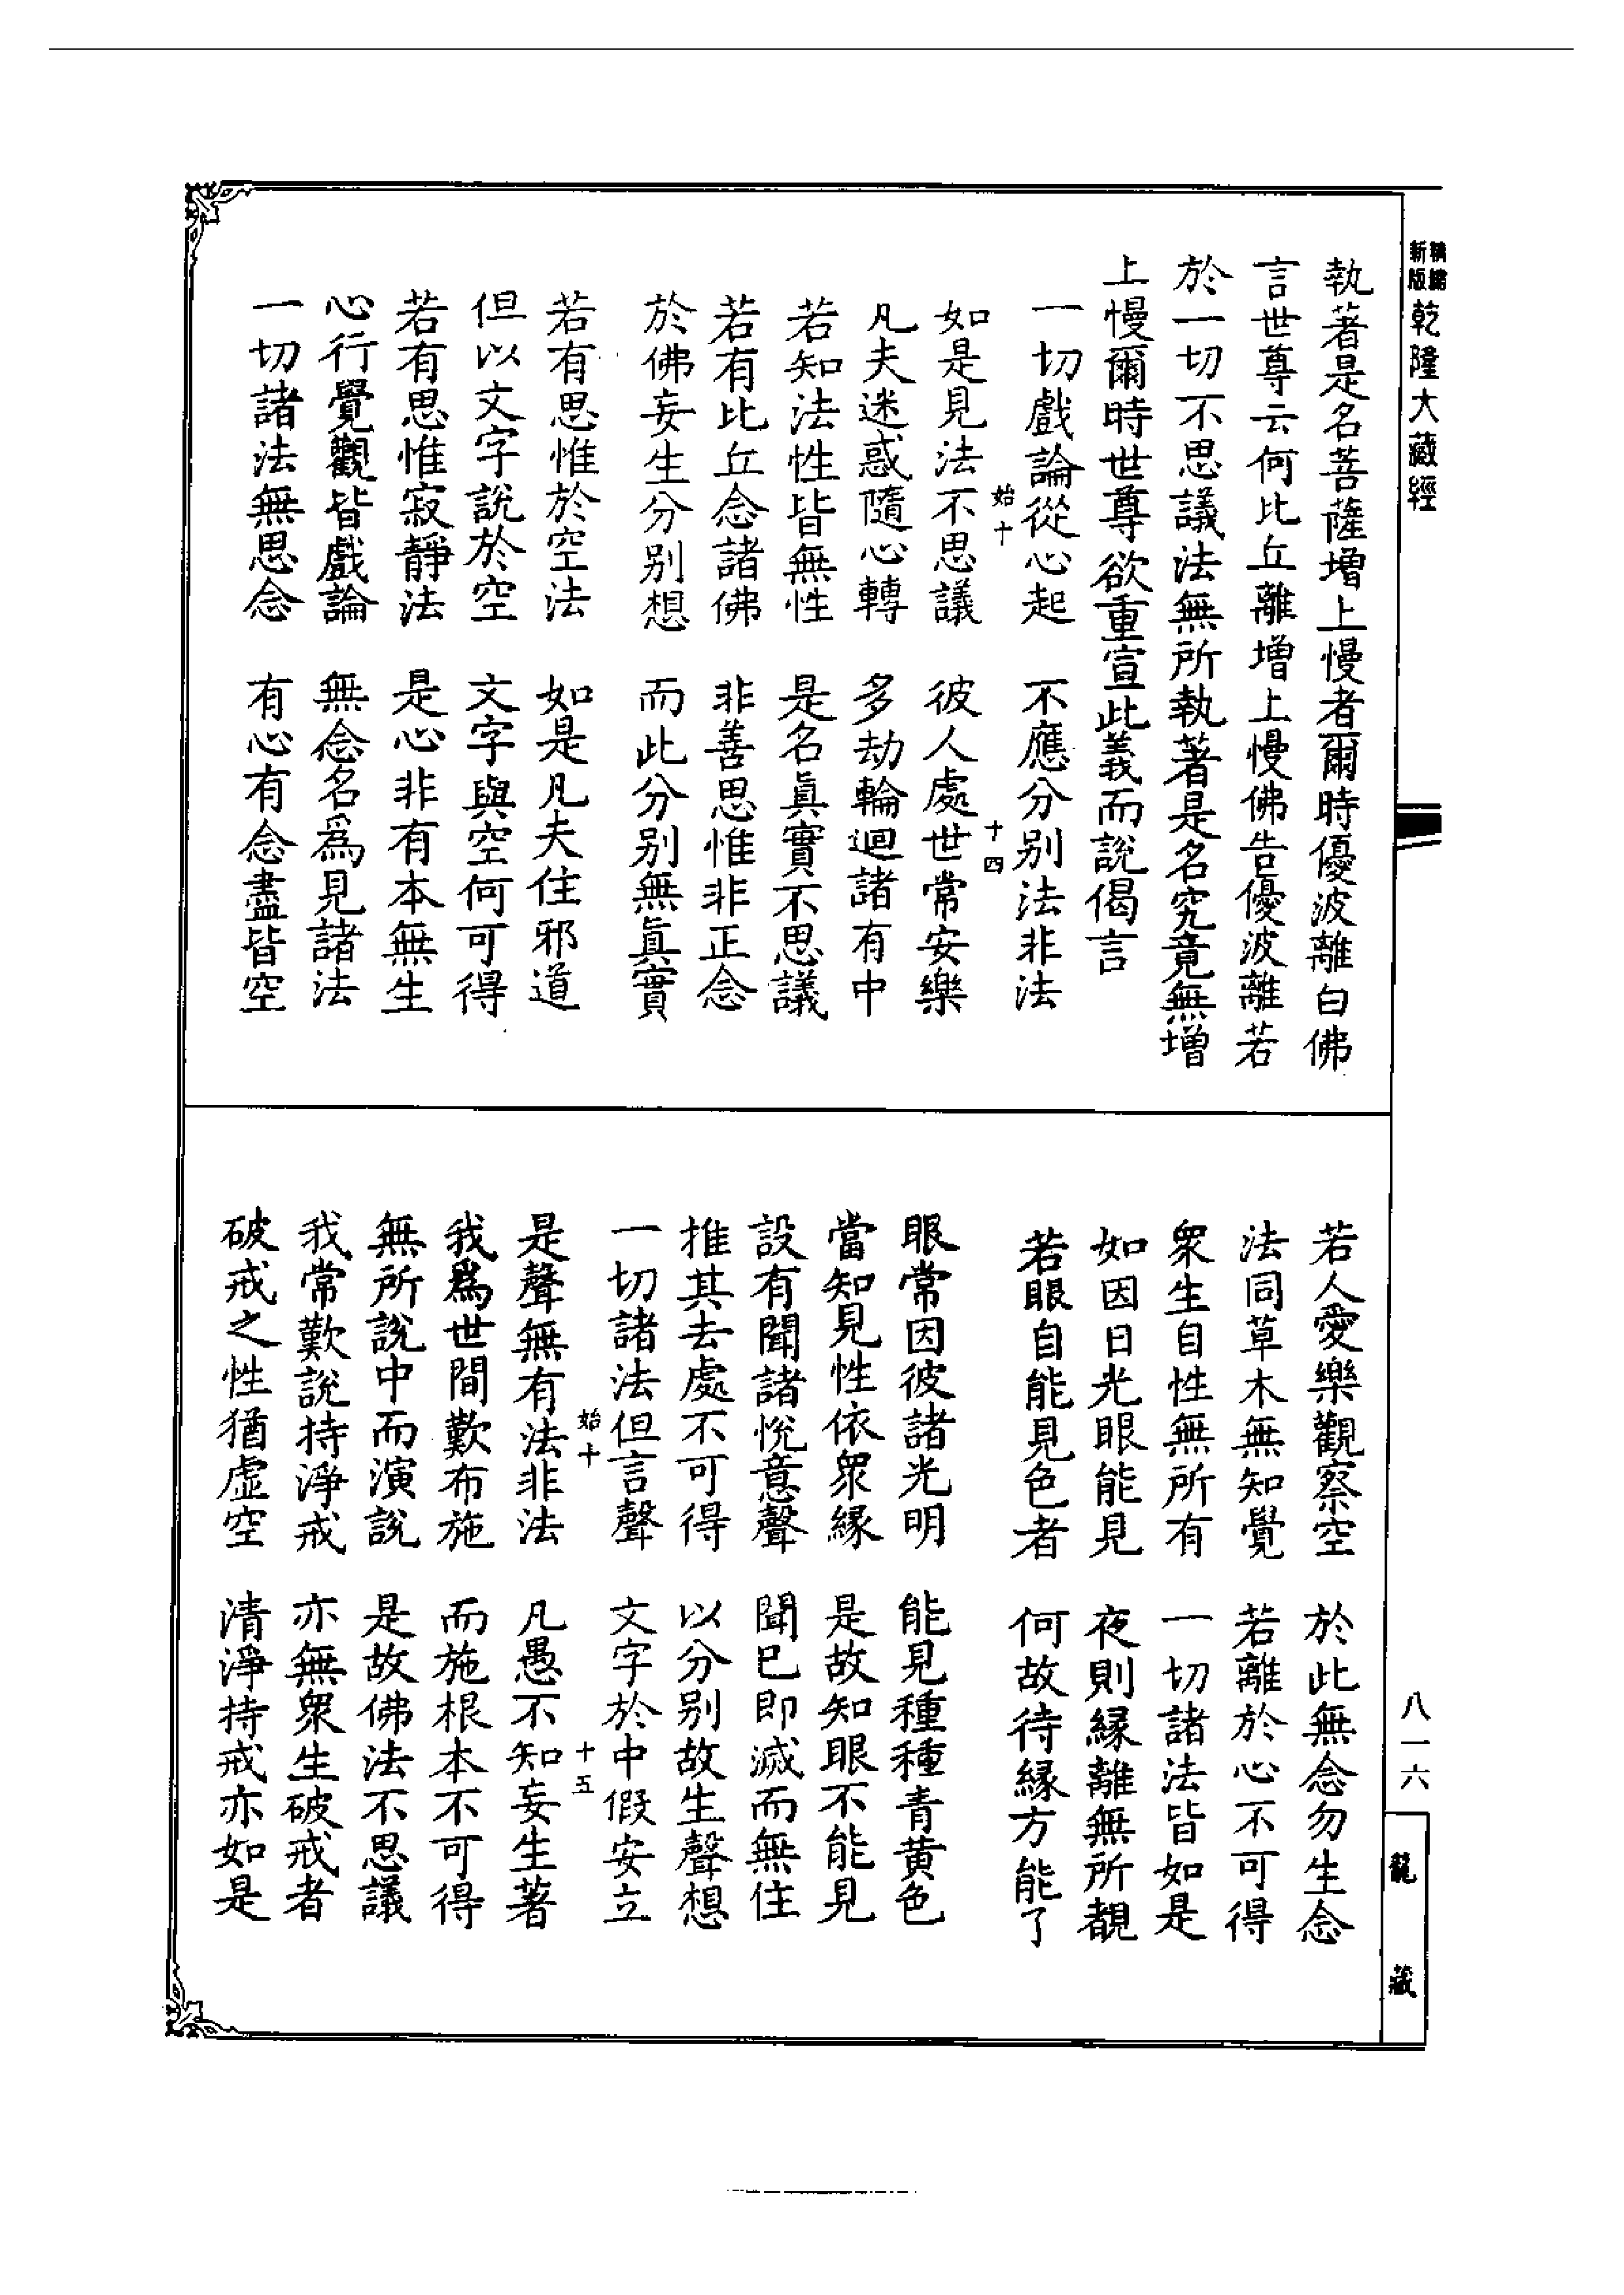 新版精縮乾隆大藏經
執著是名菩薩增上慢者爾時優波離白佛
言世尊云何比丘離增上慢佛告優波離若
於一切不思議法無所執著是名究竟無增
上慢爾時世尊欲重宣此義而說偈言
一切戲論從心起 不應分別法非法
始十 十四
如是見法不思議 彼人處世常安樂
凡夫迷惑隨心轉 多劫輪迴諸有中
若知法性皆無性 是名眞實不思議
若有比丘念諸佛 非善思惟非正念
於佛妄生分別想 而此分別無眞實
若有思惟於空法 如是凡夫住邪道
但以文字說於空 文字與空何可得
若有思惟寂靜法 是心非有本無生
心行覺觀皆戲論 無念名爲見諸法
一切諸法無思念 有心有念盡皆空
若人愛樂觀察空 於此無念勿生念
法同草木無知覺 若離於心不可得
衆生自性無所有 一切諸法皆如是
如因日光眼能見 夜則緣離無所覩
若眼自能見色者 何故待緣方能了
眼常因彼諸光明 能見種種青黃色
當知見性依衆緣 是故知眼不能見
設有聞諸悅意聲 聞已即滅而無住
推其去處不可得 以分別故生聲想
一切諸法但言聲 文字於中假安立
始十 十五
是聲無有法非法 凡愚不知妄生著
我爲世間歎布施 而施根本不可得
無所說中而演說 是故佛法不思議
我常歎說持淨戒 亦無衆生破戒者
破戒之性猶虛空 清淨持戒亦如是
八一六
龍藏